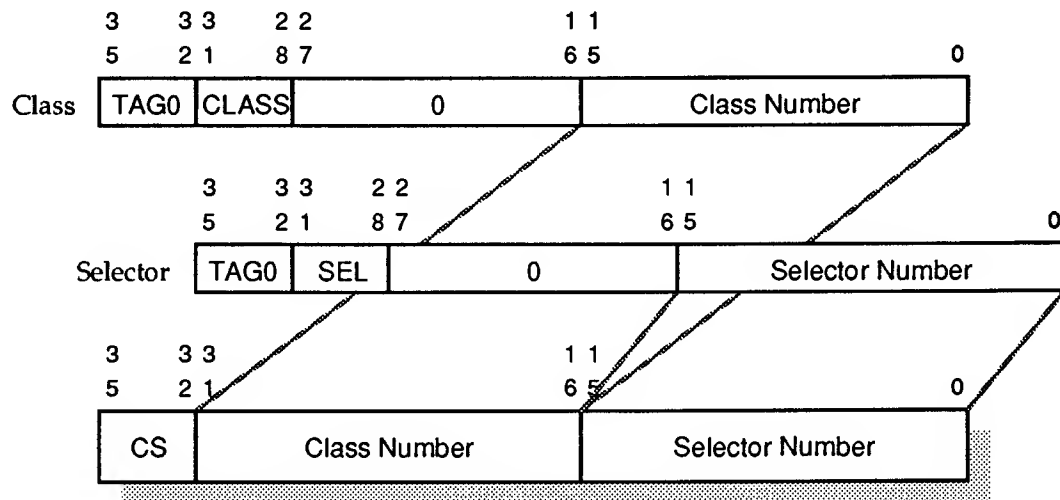 3 3 3 2 2 1 1
5 2 1 8 7 6 5 0
Class TAG0 CLASS 0 Class Number
3 3 3 2 2 1 1
5 2 1 8 7 6 5 0
Selector TAG0 SEL 0 Selector Number
3 3 3 1 1
5 2 1 6 5 0
CS Class Number Selector Number